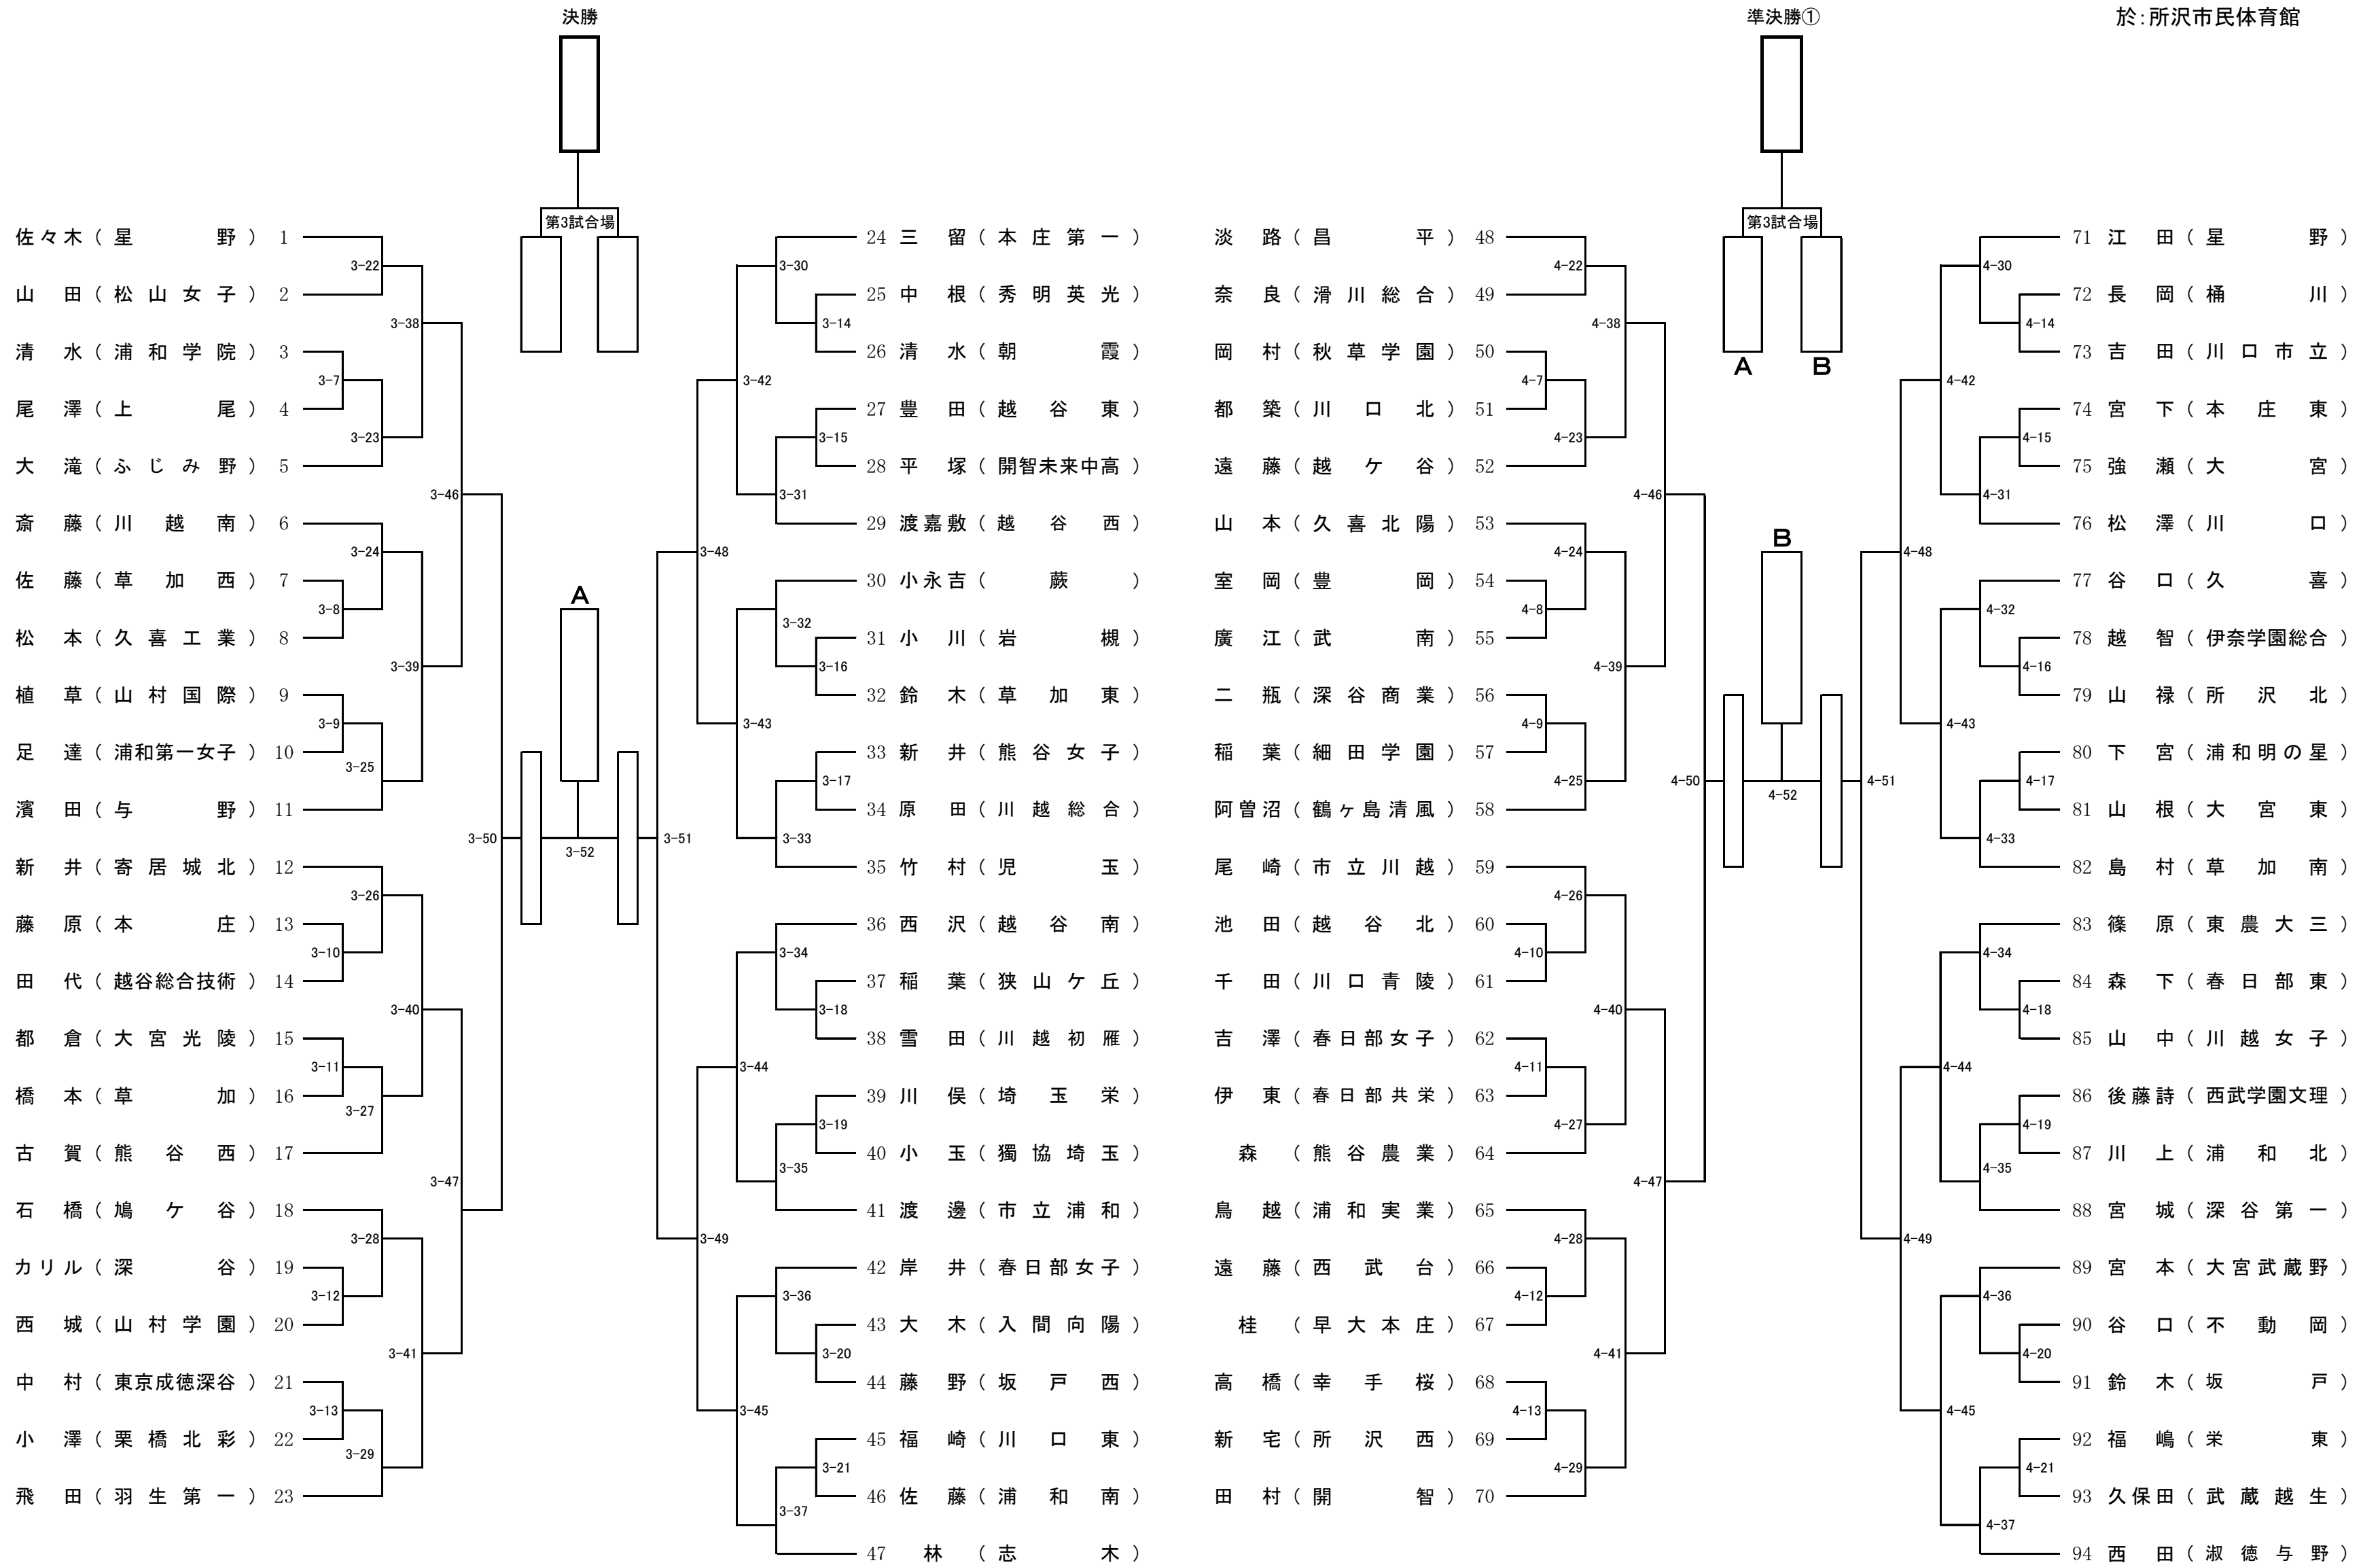 決勝
準決勝①
於:所沢市民体育館
第3試合場
第3試合場
A B
佐々木(星野) 1
山田(松山女子) 2
清水(浦和学院) 3
尾澤(上尾) 4
大滝(ふじみ野) 5
斎藤(川越南) 6
佐藤(草加西) 7
松本(久喜工業) 8
植草(山村国際) 9
足達(浦和第一女子) 10
濱田(与野) 11
新井(寄居城北) 12
藤原(本庄) 13
田代(越谷総合技術) 14
都倉(大宮光陵) 15
橋本(草加) 16
古賀(熊谷西) 17
石橋(鳩ケ谷) 18
カリル(深谷) 19
西城(山村学園) 20
中村(東京成徳深谷) 21
小澤(栗橋北彩) 22
飛田(羽生第一) 23
3-7
3-8
3-9
3-10
3-11
3-12
3-13
3-22
3-23
3-24
3-25
3-26
3-27
3-28
3-29
3-38
3-39
3-40
3-41
3-46
3-47
3-50
A
3-52
3-51
3-48
3-49
3-42
3-43
3-44
3-45
3-30
3-31
3-32
3-33
3-34
3-35
3-36
3-37
3-14
3-15
3-16
3-17
3-18
3-19
3-20
3-21
24 三留(本庄第一)
25 中根(秀明英光)
26 清水(朝霞)
27 豊田(越谷東)
28 平塚(開智未来中高)
29 渡嘉敷(越谷西)
30 小永吉(蕨)
31 小川(岩槻)
32 鈴木(草加東)
33 新井(熊谷女子)
34 原田(川越総合)
35 竹村(児玉)
36 西沢(越谷南)
37 稲葉(狭山ケ丘)
38 雪田(川越初雁)
39 川俣(埼玉栄)
40 小玉(獨協埼玉)
41 渡邊(市立浦和)
42 岸井(春日部女子)
43 大木(入間向陽)
44 藤野(坂戸西)
45 福崎(川口東)
46 佐藤(浦和南)
47 林(志木)
淡路(昌平) 48
奈良(滑川総合) 49
岡村(秋草学園) 50
都築(川口北) 51
遠藤(越ケ谷) 52
山本(久喜北陽) 53
室岡(豊岡) 54
廣江(武南) 55
二瓶(深谷商業) 56
稲葉(細田学園) 57
阿曽沼(鶴ヶ島清風) 58
尾崎(市立川越) 59
池田(越谷北) 60
千田(川口青陵) 61
吉澤(春日部女子) 62
伊東(春日部共栄) 63
森(熊谷農業) 64
鳥越(浦和実業) 65
遠藤(西武台) 66
桂(早大本庄) 67
高橋(幸手桜) 68
新宅(所沢西) 69
田村(開智) 70
4-7
4-8
4-9
4-10
4-11
4-12
4-13
4-22
4-23
4-24
4-25
4-26
4-27
4-28
4-29
4-38
4-39
4-40
4-41
4-46
4-47
4-50
B
4-52
4-51
4-48
4-49
4-42
4-43
4-44
4-45
4-30
4-31
4-32
4-33
4-34
4-35
4-36
4-37
4-14
4-15
4-16
4-17
4-18
4-19
4-20
4-21
71 江田(星野)
72 長岡(桶川)
73 吉田(川口市立)
74 宮下(本庄東)
75 強瀬(大宮)
76 松澤(川口)
77 谷口(久喜)
78 越智(伊奈学園総合)
79 山禄(所沢北)
80 下宮(浦和明の星)
81 山根(大宮東)
82 島村(草加南)
83 篠原(東農大三)
84 森下(春日部東)
85 山中(川越女子)
86 後藤詩(西武学園文理)
87 川上(浦和北)
88 宮城(深谷第一)
89 宮本(大宮武蔵野)
90 谷口(不動岡)
91 鈴木(坂戸)
92 福嶋(栄東)
93 久保田(武蔵越生)
94 西田(淑徳与野)